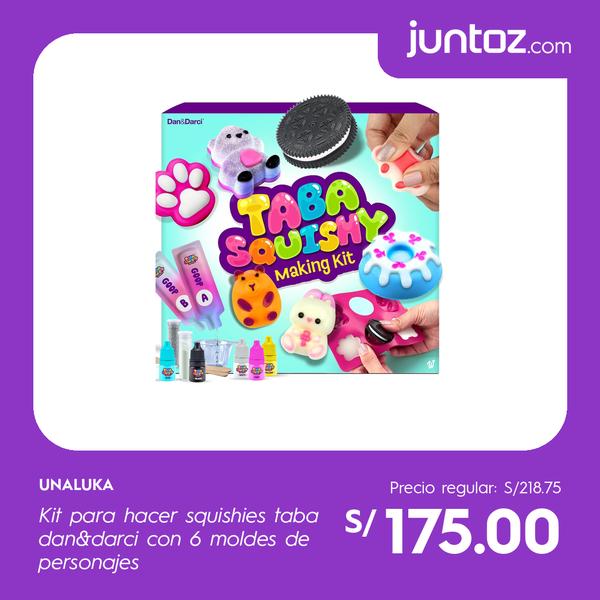 juntoz.com
Dan&Darci
TABA
SQUISHY
Making Kit
GOOP
B
GOOP
A
UNALUKA
Kit para hacer squishies taba
dan&darci con 6 moldes de
personajes
Precio regular: S/218.75
S/ 175.00